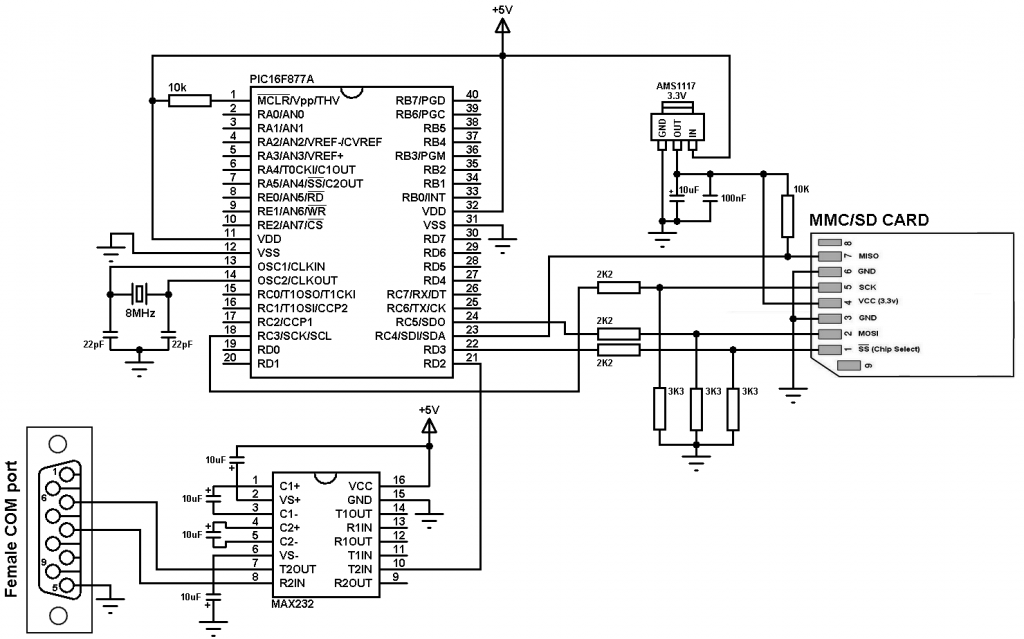 +5V
PIC16F877A
10k
1 MCLR/Vpp/THV
2 RA0/AN0
3 RA1/AN1
4 RA2/AN2/VREF-/CVREF
5 RA3/AN3/VREF+
6 RA4/T0CKI/C1OUT
7 RA5/AN4/SS/C2OUT
8 RE0/AN5/RD
9 RE1/AN6/WR
10 RE2/AN7/CS
11 VDD
12 VSS
13 OSC1/CLKIN
14 OSC2/CLKOUT
15 RC0/T1OSO/T1CKI
16 RC1/T1OSI/CCP2
17 RC2/CCP1
18 RC3/SCK/SCL
19 RD0
20 RD1
RB7/PGD 40
RB6/PGC 39
RB5 38
RB4 37
RB3/PGM 36
RB2 35
RB1 34
RB0/INT 33
VDD 32
VSS 31
RD7 30
RD6 29
RD5 28
RD4 27
RC7/RX/DT 26
RC6/TX/CK 25
RC5/SDO 24
RC4/SDI/SDA 23
RD3 22
RD2 21
8MHz
22pF
22pF
AMS1117
3.3V
GND
OUT
IN
10uF
100nF
10K
MMC/SD CARD
8
7 MISO
6 GND
5 SCK
4 VCC (3.3v)
3 GND
2 MOSI
1 SS (Chip Select)
9
2K2
2K2
2K2
3K3
3K3
3K3
+5V
10uF
10uF
10uF
10uF
1 C1+
2 VS+
3 C1-
4 C2+
5 C2-
6 VS-
7 T2OUT
8 R2IN
VCC 16
GND 15
T1OUT 14
R1IN 13
R1OUT 12
T1IN 11
T2IN 10
R2OUT 9
MAX232
Female COM port
1
6
9
5